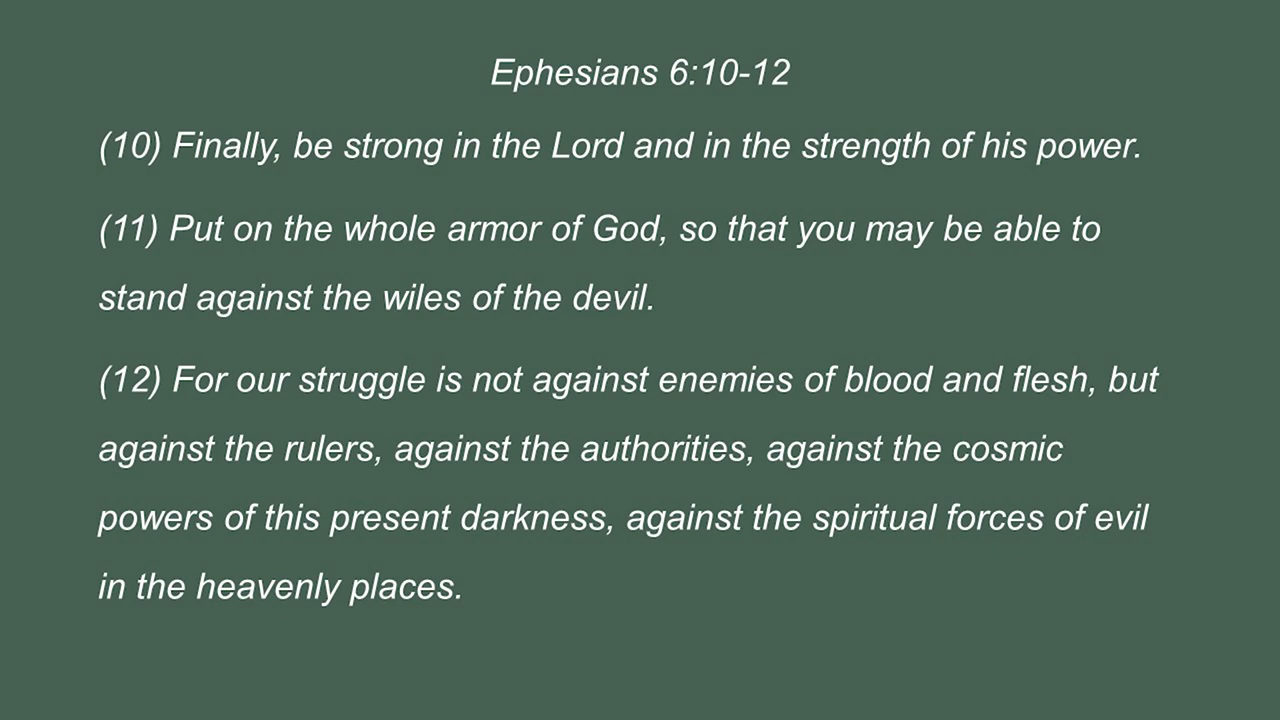 Ephesians 6:10-12
(10) Finally, be strong in the Lord and in the strength of his power.
(11) Put on the whole armor of God, so that you may be able to
stand against the wiles of the devil.
(12) For our struggle is not against enemies of blood and flesh, but
against the rulers, against the authorities, against the cosmic
powers of this present darkness, against the spiritual forces of evil
in the heavenly places.